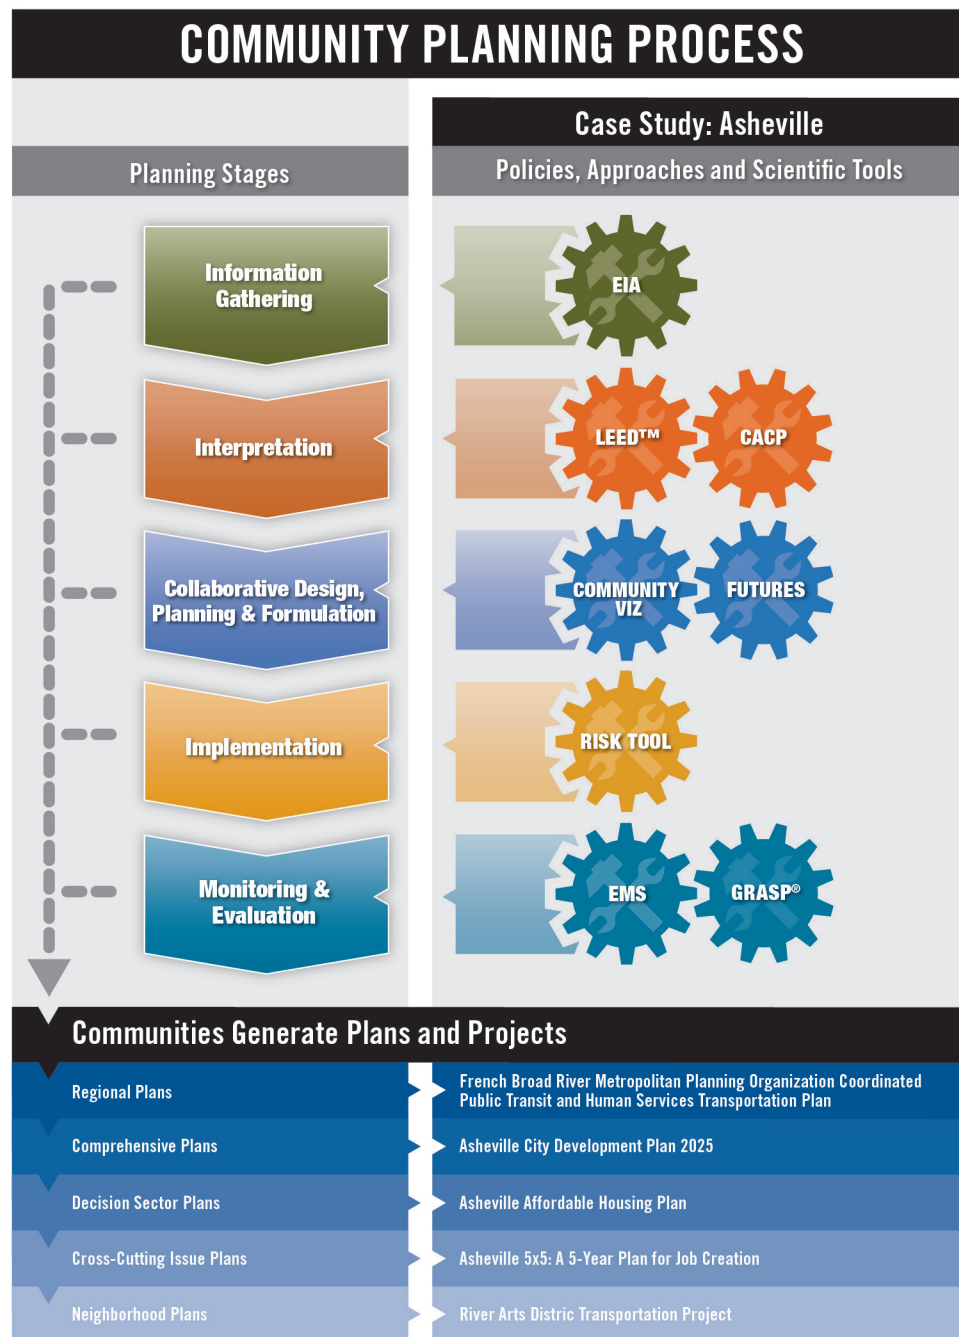 COMMUNITY PLANNING PROCESS
Case Study: Asheville
Planning Stages
Policies, Approaches and Scientific Tools
Information
Gathering
EIA
Interpretation
LEED™
CACP
Collaborative Design,
Planning & Formulation
COMMUNITY
VIZ
FUTURES
Implementation
RISK TOOL
Monitoring &
Evaluation
EMS
GRASP®
Communities Generate Plans and Projects
Regional Plans
French Broad River Metropolitan Planning Organization Coordinated
Public Transit and Human Services Transportation Plan
Comprehensive Plans
Asheville City Development Plan 2025
Decision Sector Plans
Asheville Affordable Housing Plan
Cross-Cutting Issue Plans
Asheville 5x5: A 5-Year Plan for Job Creation
Neighborhood Plans
River Arts Distric Transportation Project